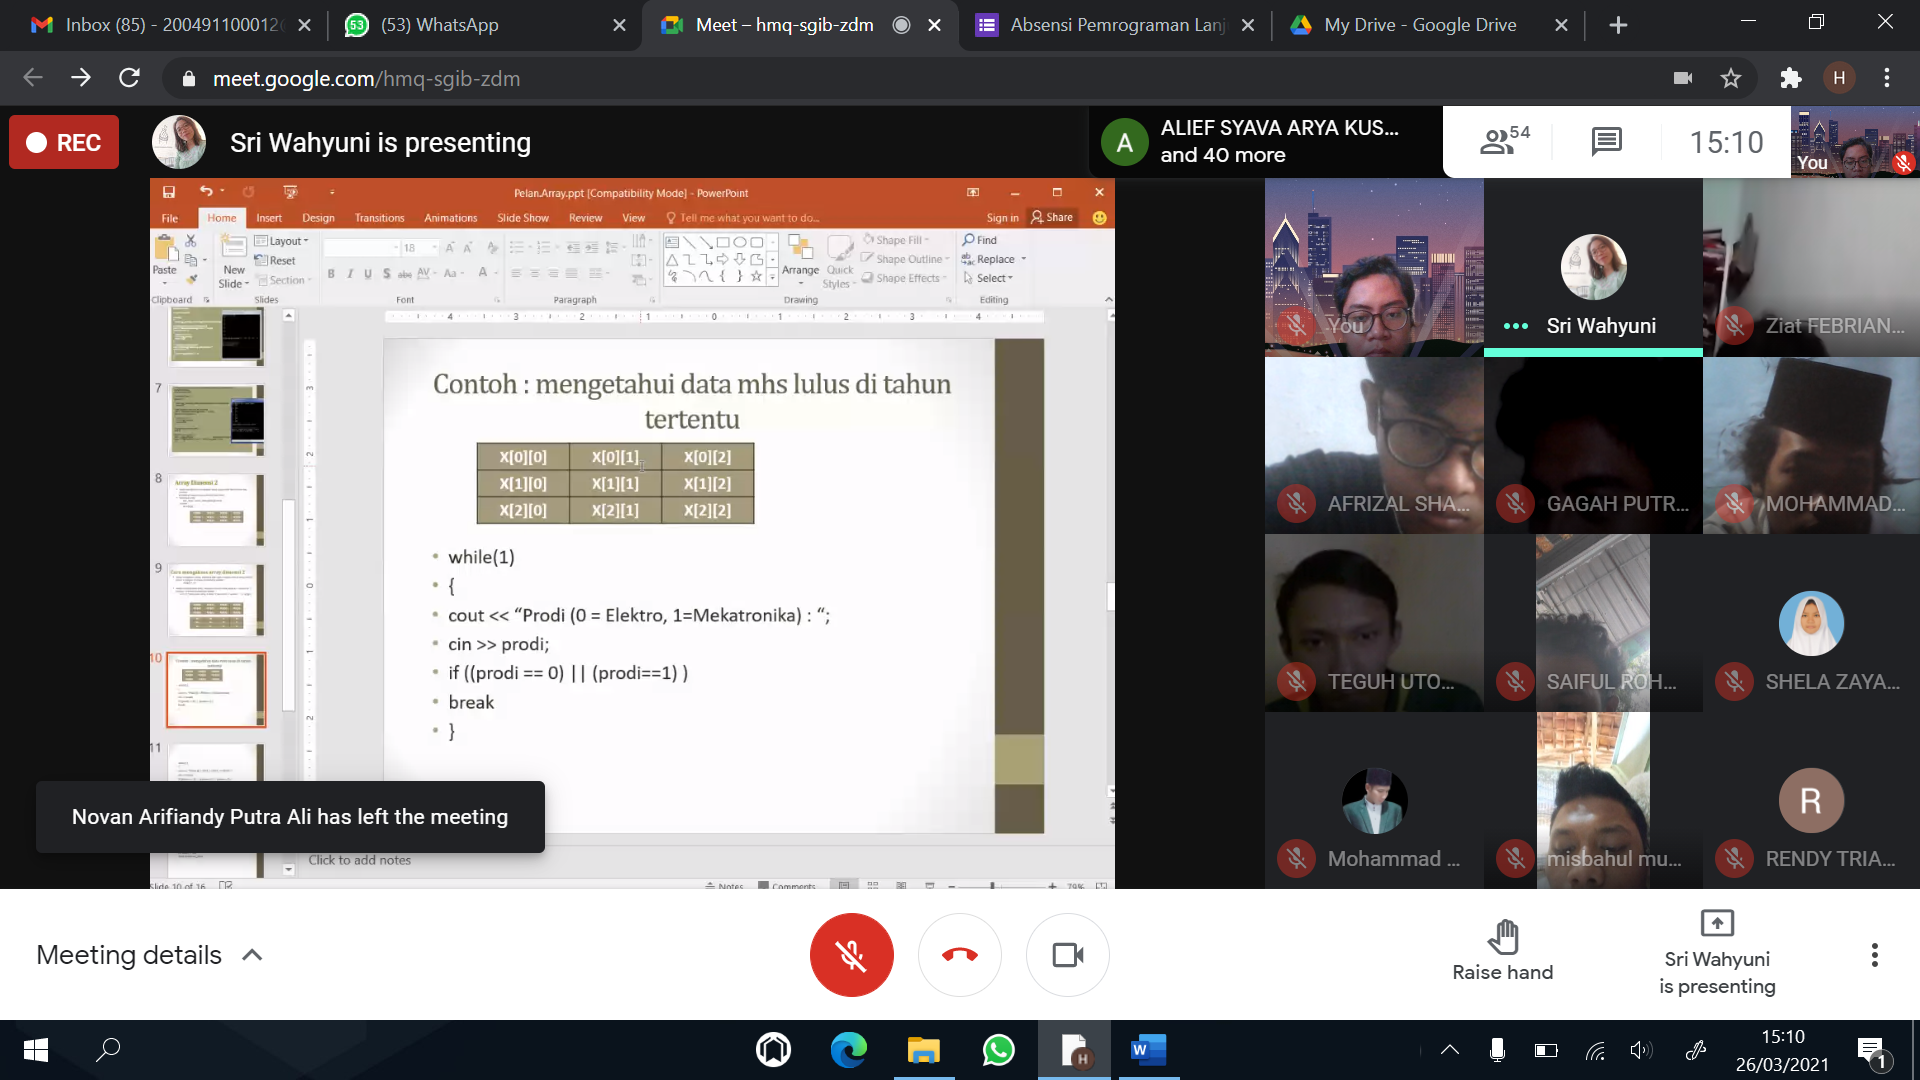 Inbox (85) - 20049110001​2
(53) WhatsApp
Meet – hmq-sgib-zdm
Absensi Pemrograman Lanj
My Drive - Google Drive
meet.google.com/hmq-sgib-zdm
H
REC
Sri Wahyuni is presenting
A
ALIEF SYAVA ARYA KUS...
and 40 more
54
15:10
You
Pelan.Array.ppt [Compatibility Mode] - PowerPoint
File Home Insert Design Transitions Animations Slide Show Review View Tell me what you want to do... Sign in Share
Paste
New Slide
Layout
Reset
Section
18
Arrange
Quick Styles
Shape Fill
Shape Outline
Shape Effects
Find
Replace
Select
Clipboard Slides Font Paragraph Drawing Editing
7
8
Array Dimensi 2
9
10
11
Contoh : mengetahui data mhs lulus di tahun
tertentu
X[0][0] X[0][1] X[0][2]
X[1][0] X[1][1] X[1][2]
X[2][0] X[2][1] X[2][2]
• while(1)
• {
• cout << “Prodi (0 = Elektro, 1=Mekatronika) : “;
• cin >> prodi;
• if ((prodi == 0) || (prodi==1) )
• break
• }
Click to add notes
Slide 10 of 16
Notes
Comments
79%
Novan Arifiandy Putra Ali has left the meeting
You
Sri Wahyuni
Ziat FEBRIAN...
AFRIZAL SHA...
GAGAH PUTR...
MOHAMMAD...
TEGUH UTO...
SAIFUL ROH...
SHELA ZAYA...
Mohammad ...
misbahul mu...
R
RENDY TRIA...
Meeting details
Raise hand
Sri Wahyuni
is presenting
15:10
26/03/2021
1